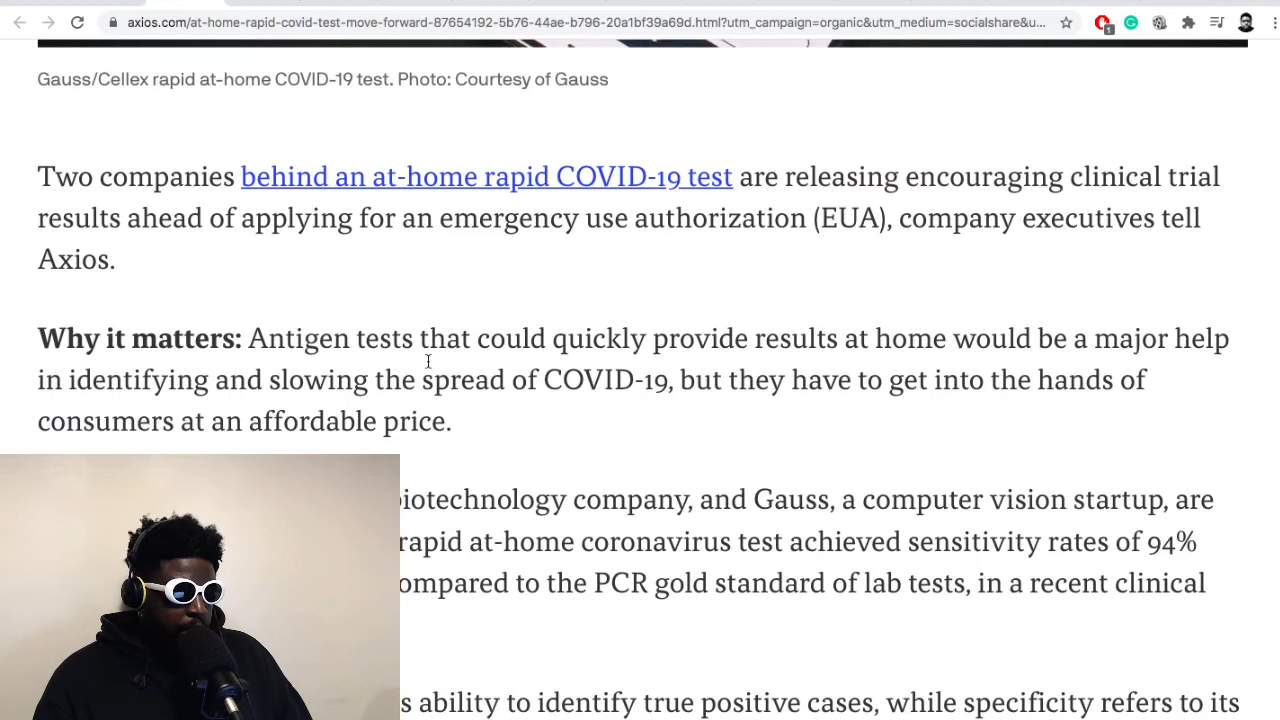 axios.com/at-home-rapid-covid-test-move-forward-87654192-5b76-44ae-b796-20a1bf39a69d.html?utm_campaign=organic&utm_medium=socialshare&u...
1
Gauss/Cellex rapid at-home COVID-19 test. Photo: Courtesy of Gauss
Two companies behind an at-home rapid COVID-19 test are releasing encouraging clinical trial
results ahead of applying for an emergency use authorization (EUA), company executives tell
Axios.
Why it matters: Antigen tests that could quickly provide results at home would be a major help
in identifying and slowing the spread of COVID-19, but they have to get into the hands of
consumers at an affordable price.
biotechnology company, and Gauss, a computer vision startup, are
rapid at-home coronavirus test achieved sensitivity rates of 94%
ompared to the PCR gold standard of lab tests, in a recent clinical
s ability to identify true positive cases, while specificity refers to its